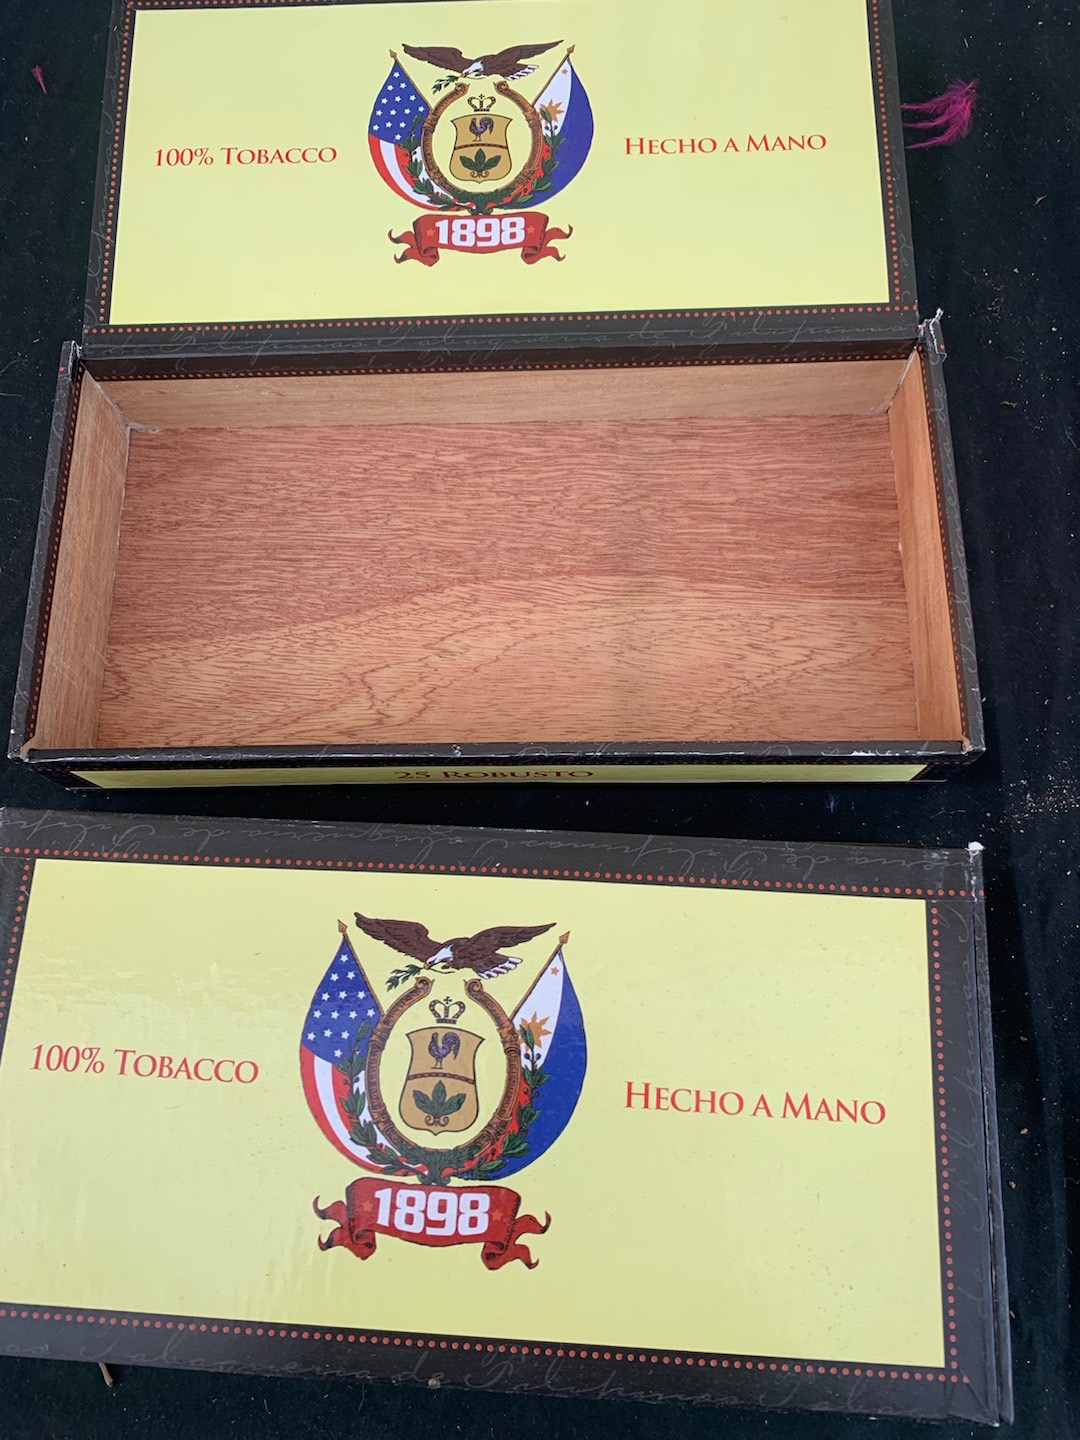 100% TOBACCO
HECHO A MANO
1898
25 ROBUSTO
100% TOBACCO
HECHO A MANO
1898